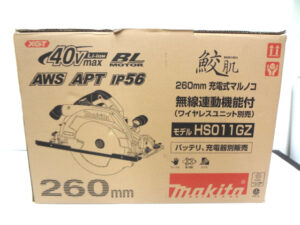 XGT
40Vmax
BL
MOTOR
AWS APT IP56
鮫肌
260mm 充電式マルノコ
無線連動機能付
(ワイヤレスユニット別売)
モデル HS011GZ
バッテリ、充電器別販売
260mm
makita